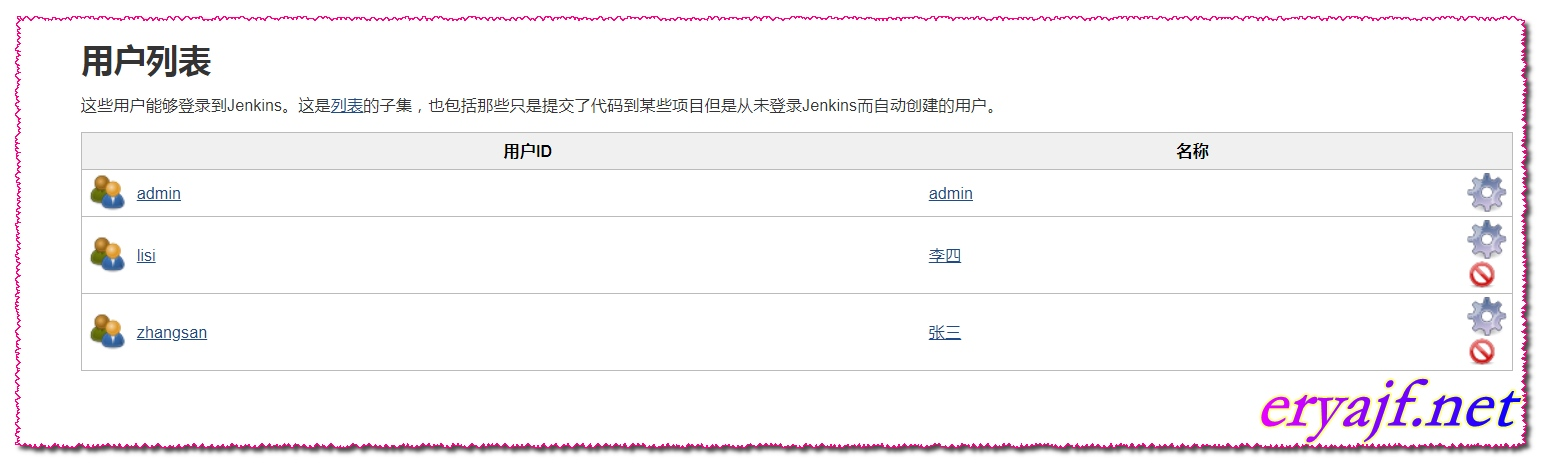 用户列表
这些用户能够登录到Jenkins。这是列表的子集，也包括那些只是提交了代码到某些项目但是从未登录Jenkins而自动创建的用户。
用户ID 名称
admin admin
lisi 李四
zhangsan 张三
eryajf.net